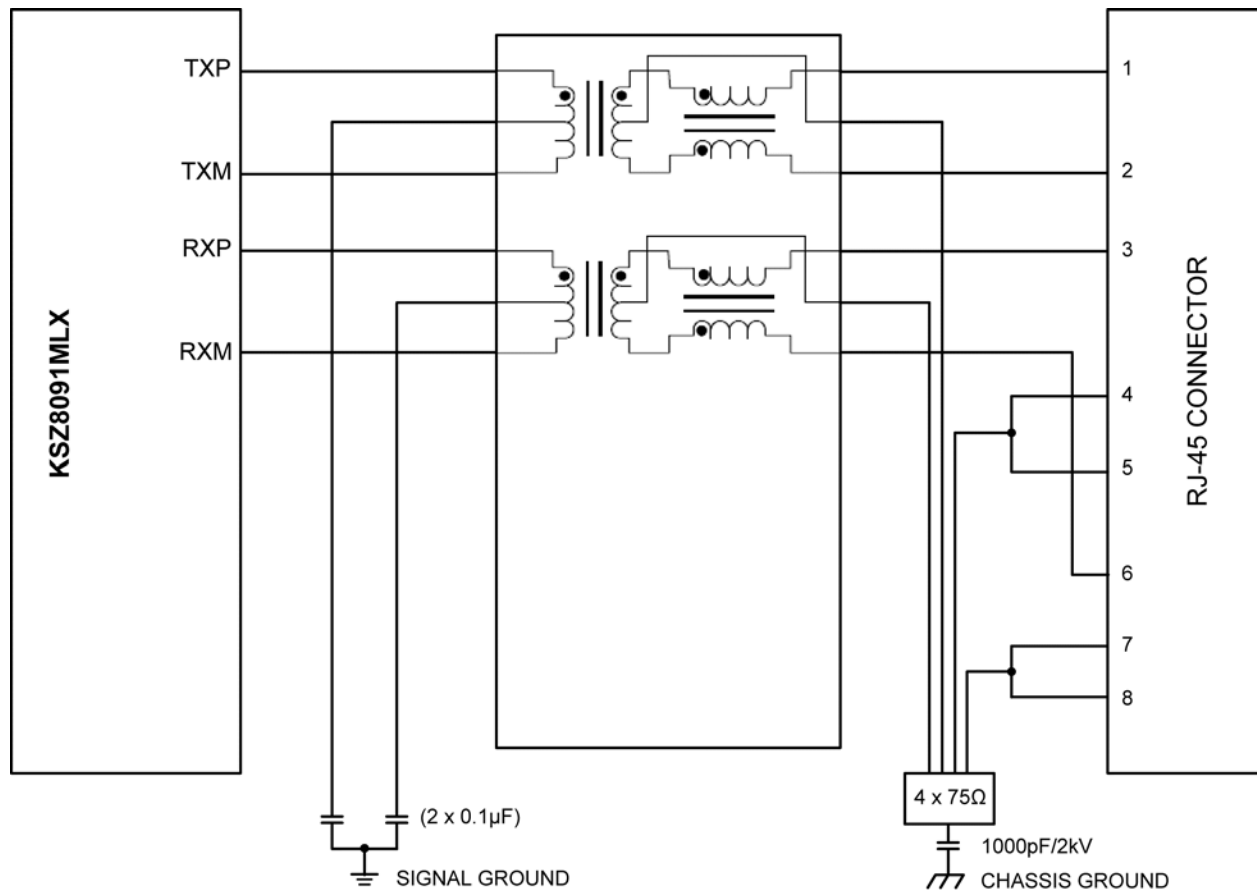 KSZ8091MLX
TXP
TXM
RXP
RXM
1
2
3
4
5
6
7
8
RJ-45 CONNECTOR
(2 x 0.1µF)
SIGNAL GROUND
4 x 75Ω
1000pF/2kV
CHASSIS GROUND